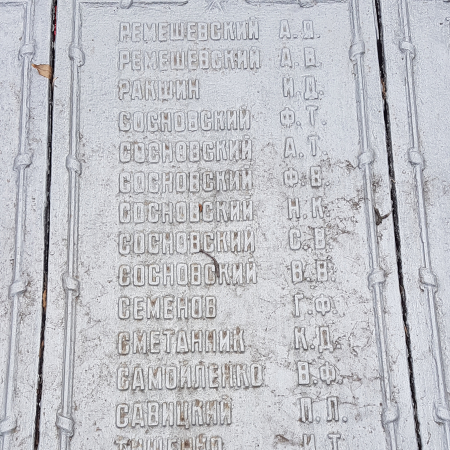 РЕМЕШЕВСКИЙ А.Д.
РЕМЕШЕВСКИЙ А.В.
РАКШИН И.Д.
СОСНОВСКИЙ Ф.Т.
СОСНОВСКИЙ А.Т.
СОСНОВСКИЙ Ф.В.
СОСНОВСКИЙ Н.К.
СОСНОВСКИЙ С.В.
СОСНОВСКИЙ В.В.
СЕМЕНОВ Г.Ф.
СМЕТАННИК К.Д.
САМОЙЛЕНКО В.Ф.
САВИЦКИЙ П.Л.
И.Т.